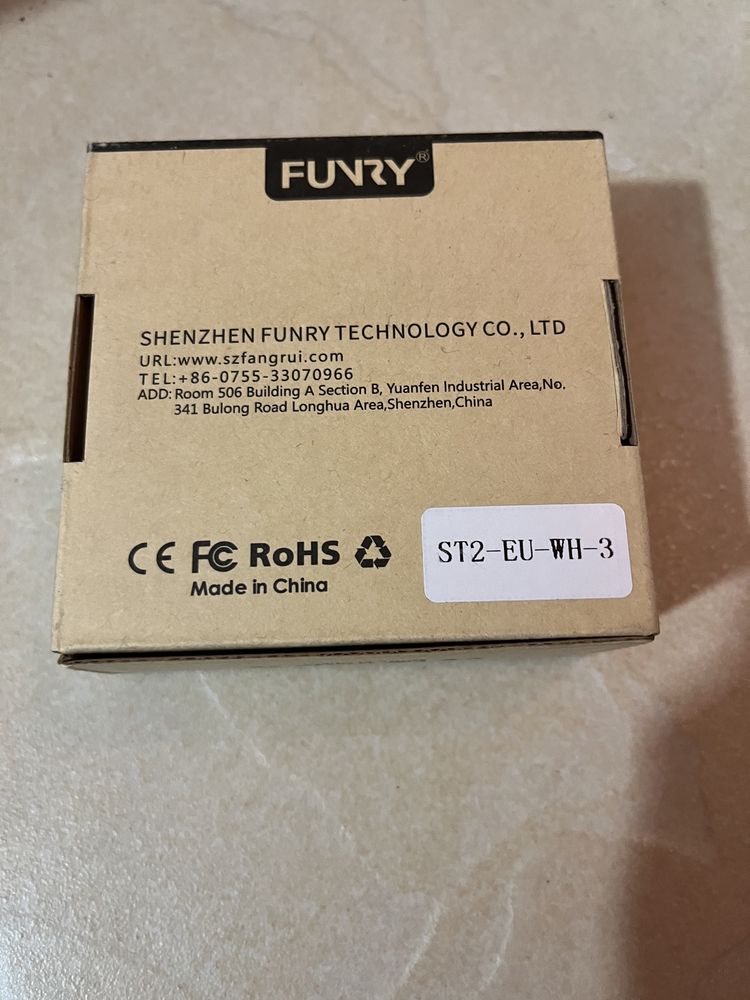 FUNRY®
SHENZHEN FUNRY TECHNOLOGY CO., LTD
URL:www.szfangrui.com
TEL:+86-0755-33070966
ADD: Room 506 Building A Section B, Yuanfen Industrial Area,No.
341 Bulong Road Longhua Area,Shenzhen,China
CE FC RoHS
Made in China
ST2-EU-WH-3